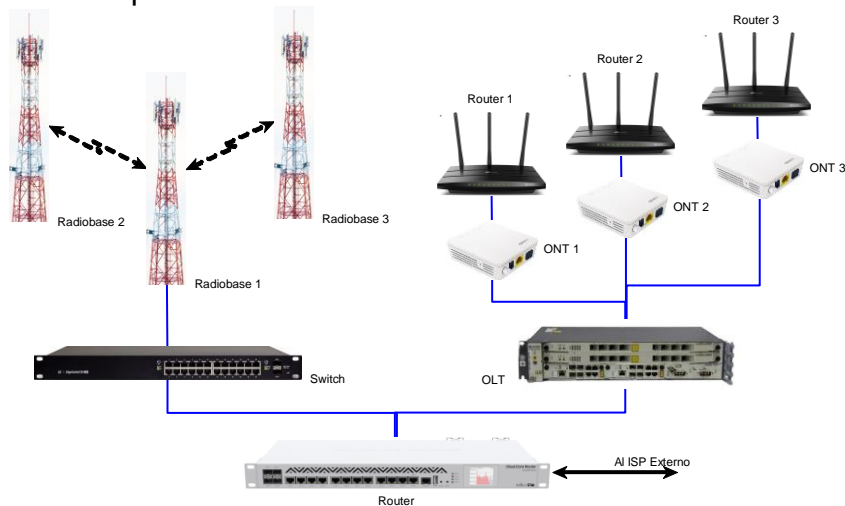 Router 3
Router 2
Router 1
ONT 3
ONT 2
ONT 1
Radiobase 2
Radiobase 3
Radiobase 1
Switch
OLT
Al ISP Externo
Router